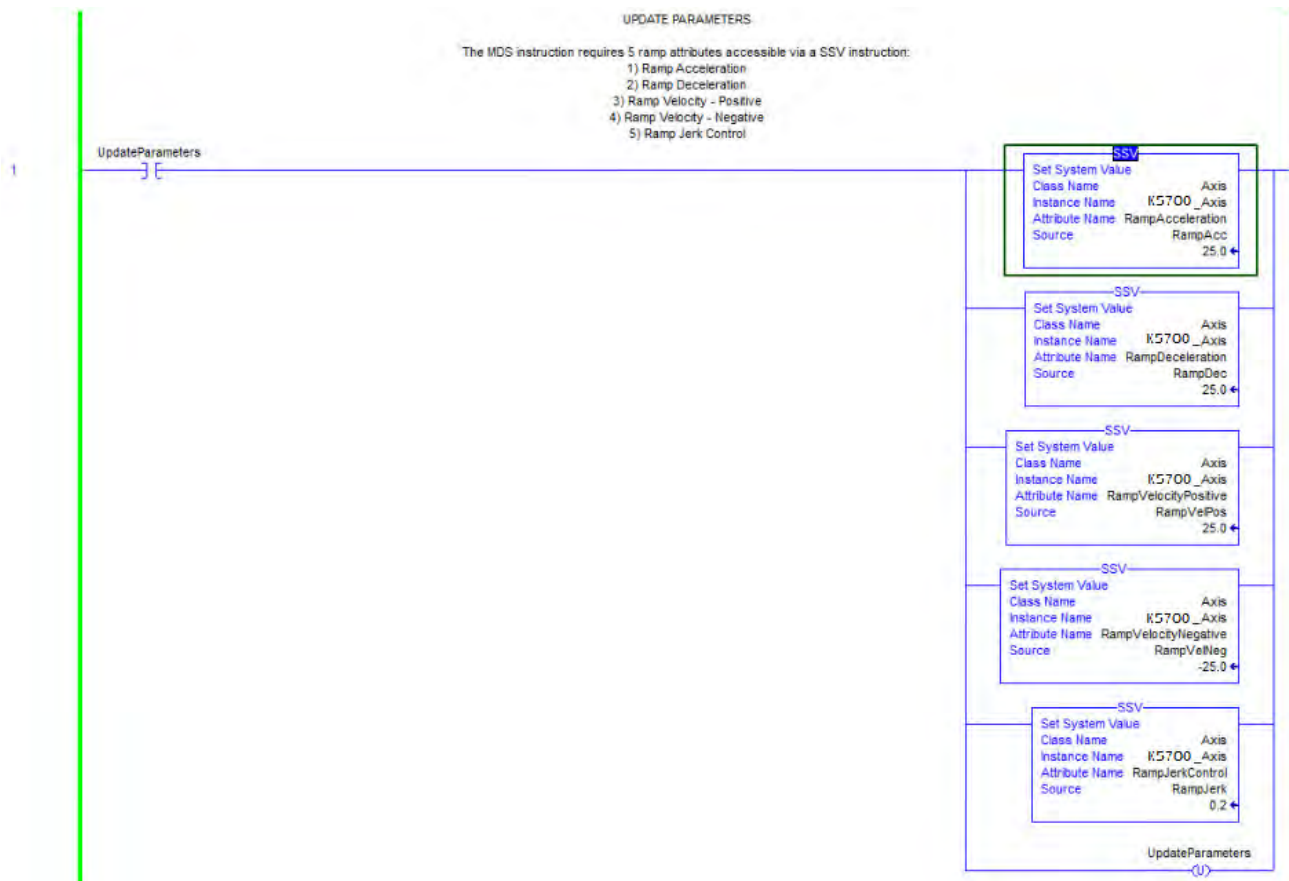 UPDATE PARAMETERS
The MDS instruction requires 5 ramp attributes accessible via a SSV instruction:
1) Ramp Acceleration
2) Ramp Deceleration
3) Ramp Velocity - Positive
4) Ramp Velocity - Negative
5) Ramp Jerk Control
UpdateParameters
1
SSV
Set System Value
Class Name Axis
Instance Name K5700_Axis
Attribute Name RampAcceleration
Source RampAcc
25.0
SSV
Set System Value
Class Name Axis
Instance Name K5700_Axis
Attribute Name RampDeceleration
Source RampDec
25.0
SSV
Set System Value
Class Name Axis
Instance Name K5700_Axis
Attribute Name RampVelocityPositive
Source RampVelPos
25.0
SSV
Set System Value
Class Name Axis
Instance Name K5700_Axis
Attribute Name RampVelocityNegative
Source RampVelNeg
-25.0
SSV
Set System Value
Class Name Axis
Instance Name K5700_Axis
Attribute Name RampJerkControl
Source RampJerk
0.2
UpdateParameters
U